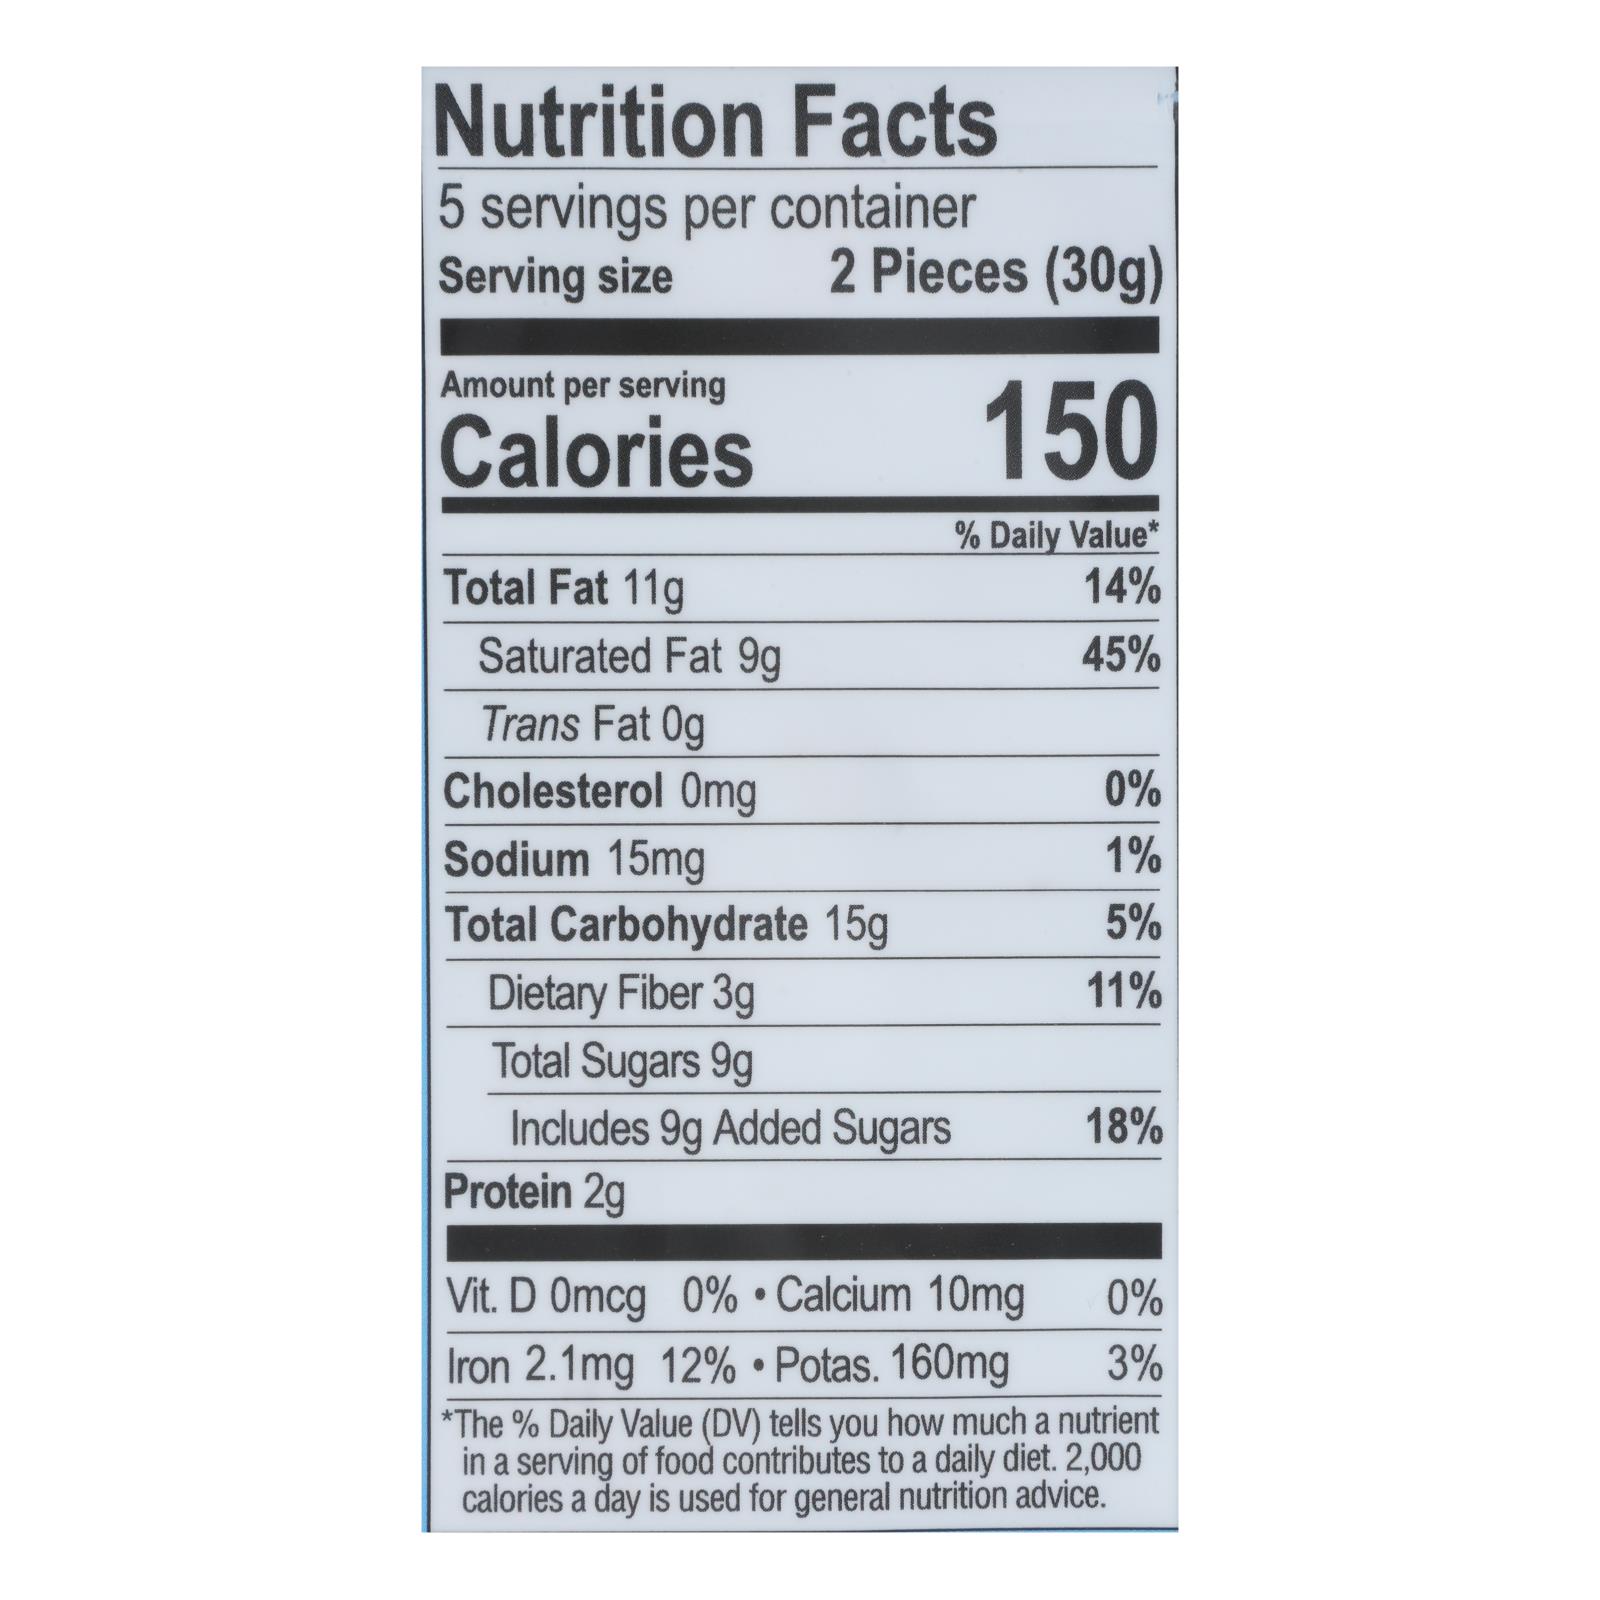 Nutrition Facts
5 servings per container
Serving size 2 Pieces (30g)
Amount per serving
Calories 150
% Daily Value*
Total Fat 11g 14%
Saturated Fat 9g 45%
Trans Fat 0g
Cholesterol 0mg 0%
Sodium 15mg 1%
Total Carbohydrate 15g 5%
Dietary Fiber 3g 11%
Total Sugars 9g
Includes 9g Added Sugars 18%
Protein 2g
Vit. D 0mcg 0% • Calcium 10mg 0%
Iron 2.1mg 12% • Potas. 160mg 3%
*The % Daily Value (DV) tells you how much a nutrient
in a serving of food contributes to a daily diet. 2,000
calories a day is used for general nutrition advice.